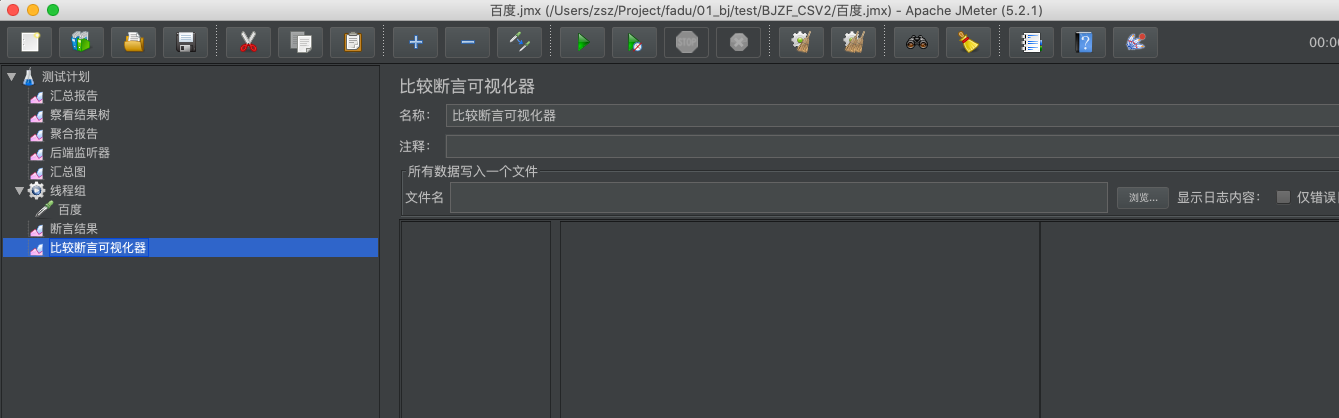 百度.jmx (/Users/zsz/Project/fadu/01_bj/test/BJZF_CSV2/百度.jmx) - Apache JMeter (5.2.1)
STOP
00:0
测试计划
汇总报告
察看结果树
聚合报告
后端监听器
汇总图
线程组
百度
断言结果
比较断言可视化器
比较断言可视化器
名称: 比较断言可视化器
注释:
所有数据写入一个文件
文件名 浏览... 显示日志内容: 仅错误